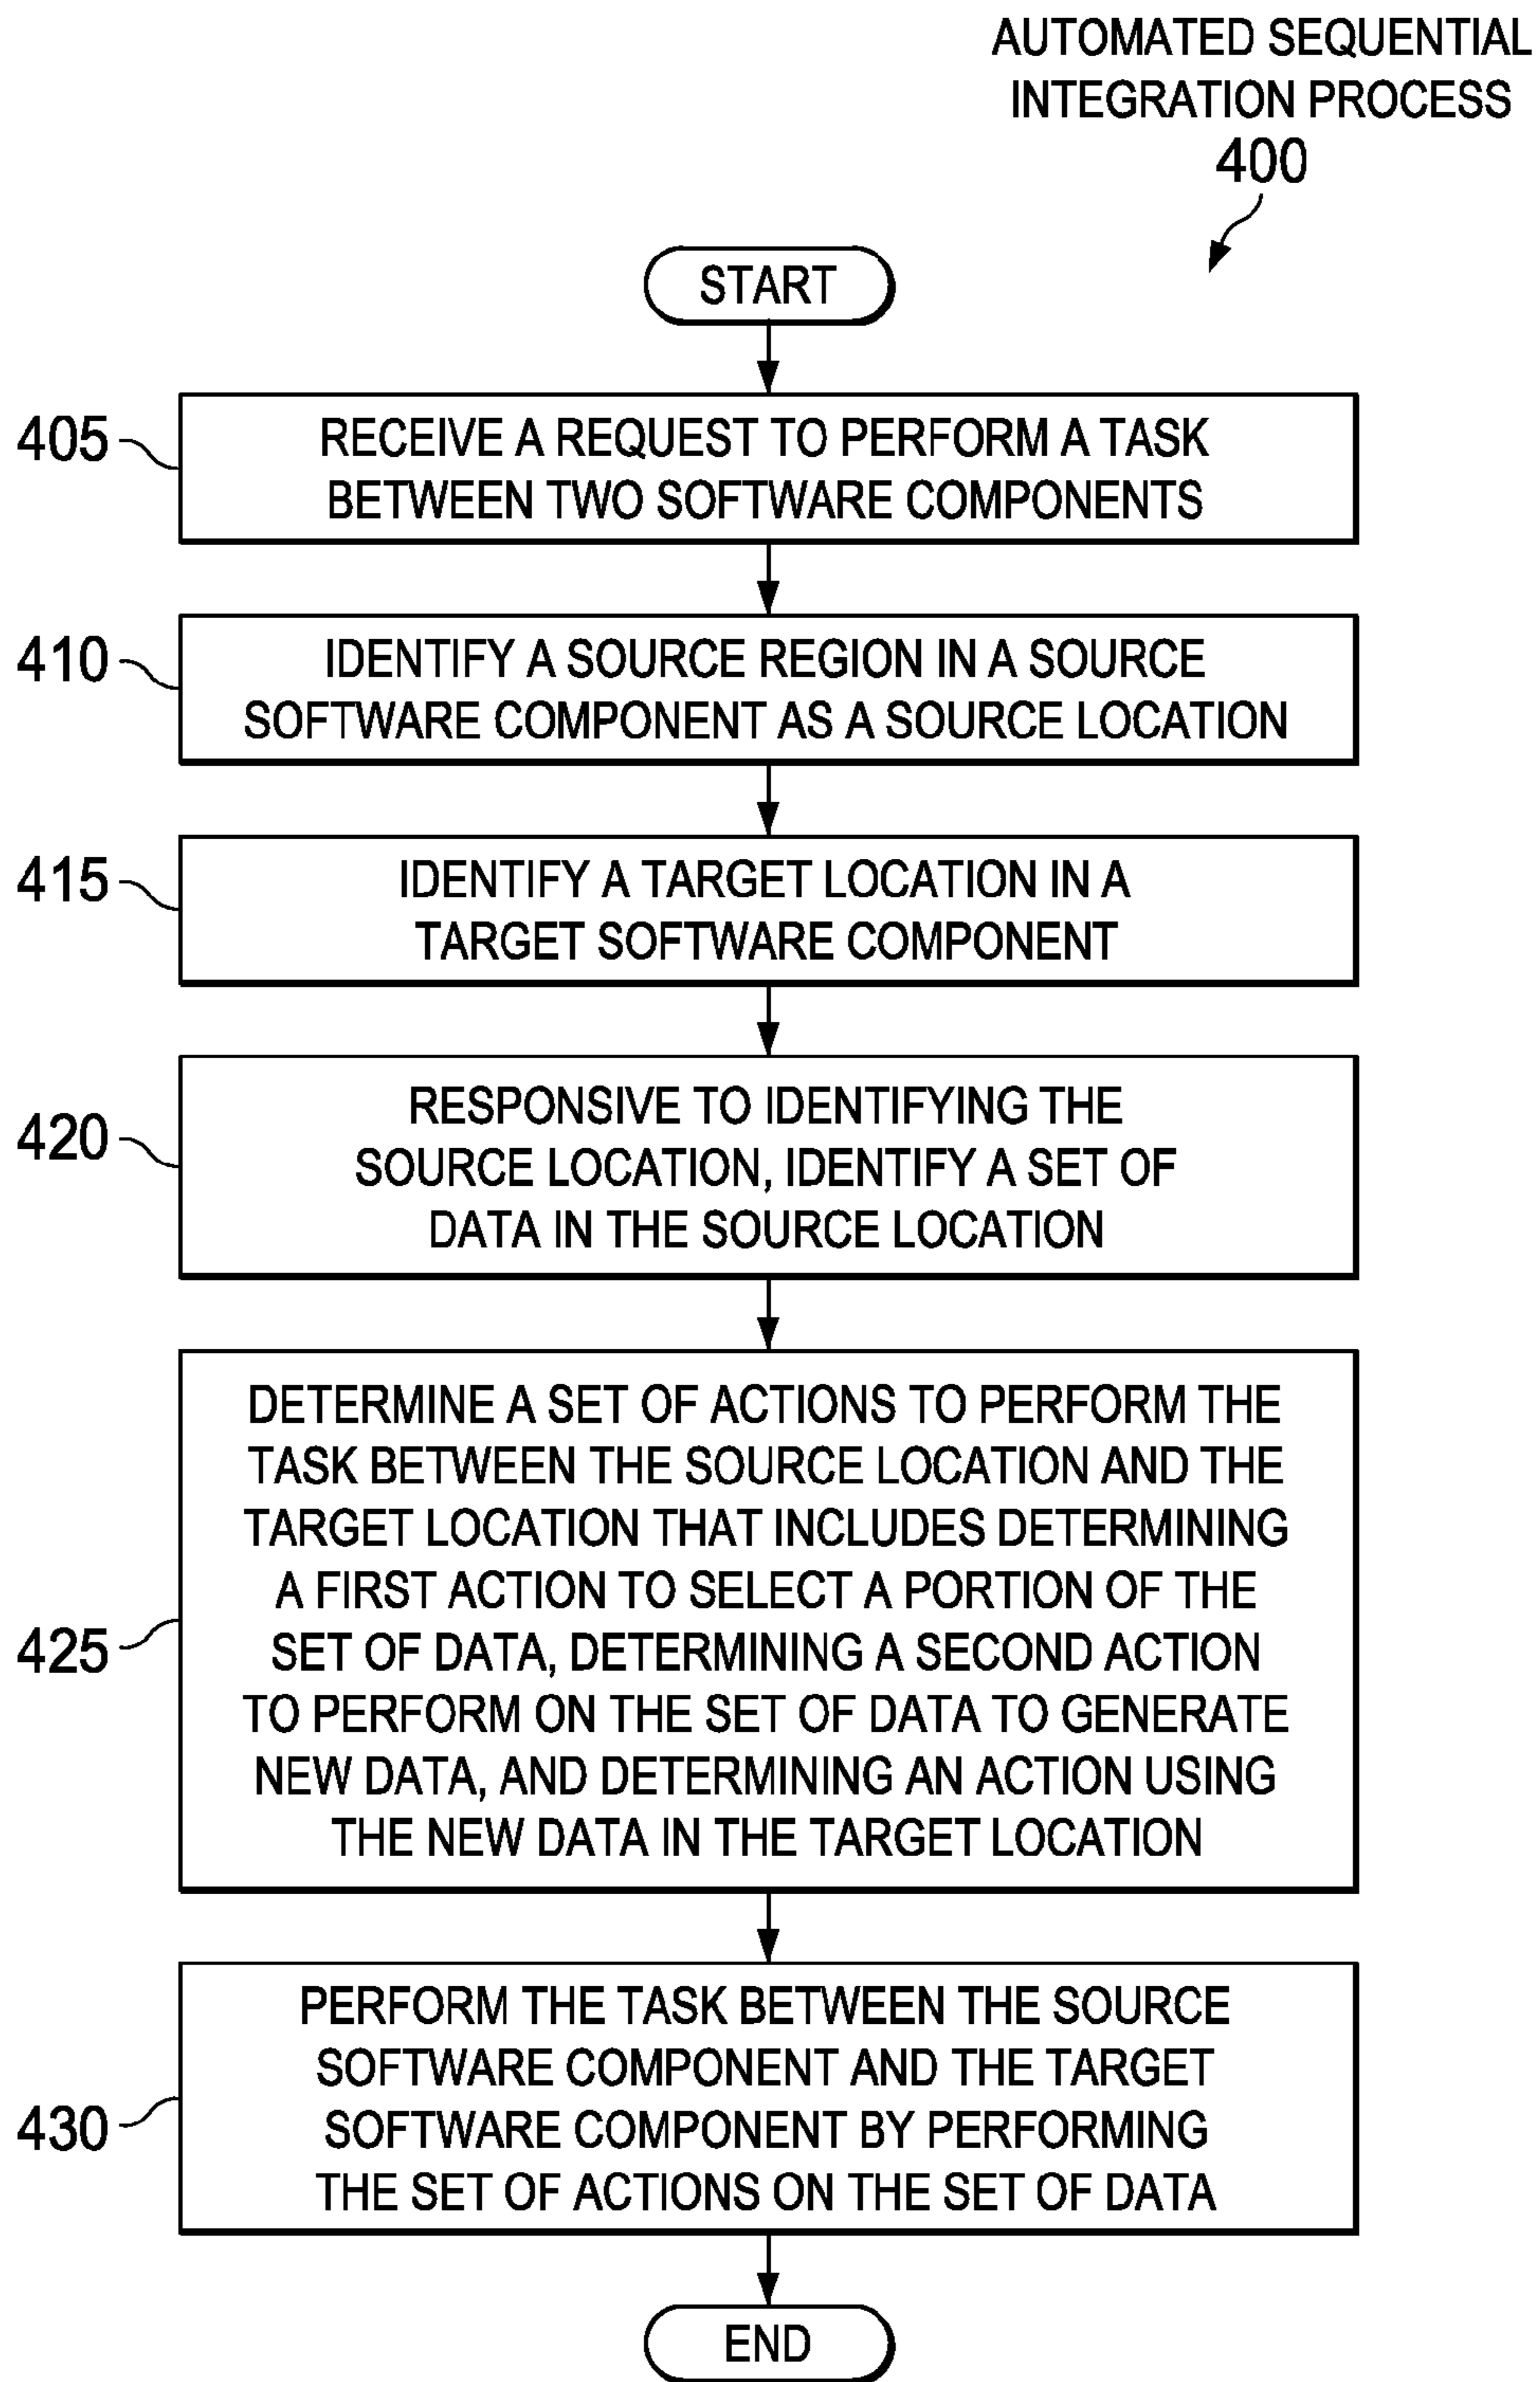 AUTOMATED SEQUENTIAL
INTEGRATION PROCESS
400
START
405
RECEIVE A REQUEST TO PERFORM A TASK
BETWEEN TWO SOFTWARE COMPONENTS
410
IDENTIFY A SOURCE REGION IN A SOURCE
SOFTWARE COMPONENT AS A SOURCE LOCATION
415
IDENTIFY A TARGET LOCATION IN A
TARGET SOFTWARE COMPONENT
420
RESPONSIVE TO IDENTIFYING THE
SOURCE LOCATION, IDENTIFY A SET OF
DATA IN THE SOURCE LOCATION
425
DETERMINE A SET OF ACTIONS TO PERFORM THE
TASK BETWEEN THE SOURCE LOCATION AND THE
TARGET LOCATION THAT INCLUDES DETERMINING
A FIRST ACTION TO SELECT A PORTION OF THE
SET OF DATA, DETERMINING A SECOND ACTION
TO PERFORM ON THE SET OF DATA TO GENERATE
NEW DATA, AND DETERMINING AN ACTION USING
THE NEW DATA IN THE TARGET LOCATION
430
PERFORM THE TASK BETWEEN THE SOURCE
SOFTWARE COMPONENT AND THE TARGET
SOFTWARE COMPONENT BY PERFORMING
THE SET OF ACTIONS ON THE SET OF DATA
END